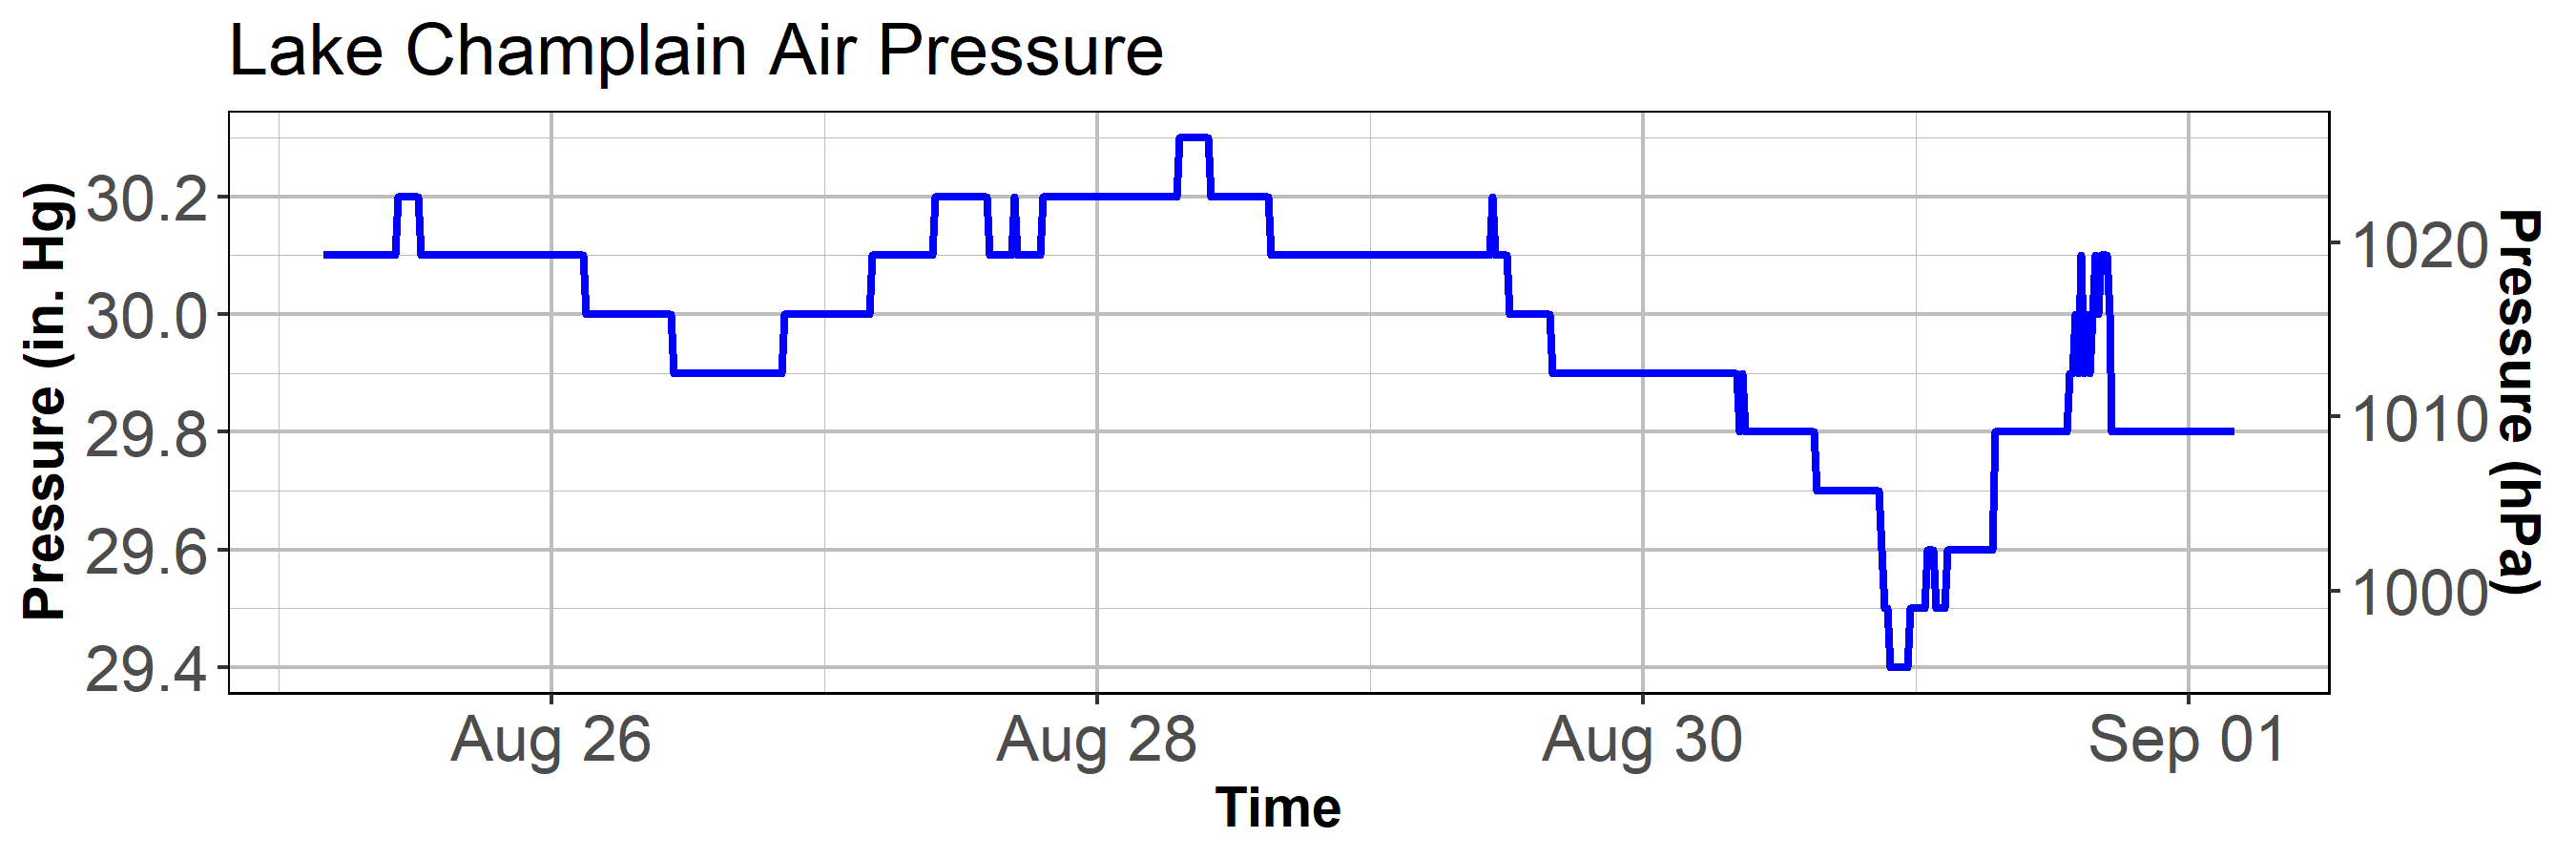 Lake Champlain Air Pressure
Pressure (in. Hg)
30.2
30.0
29.8
29.6
29.4
1020
1010
1000
Pressure (hPa)
Aug 26 Aug 28 Aug 30 Sep 01
Time